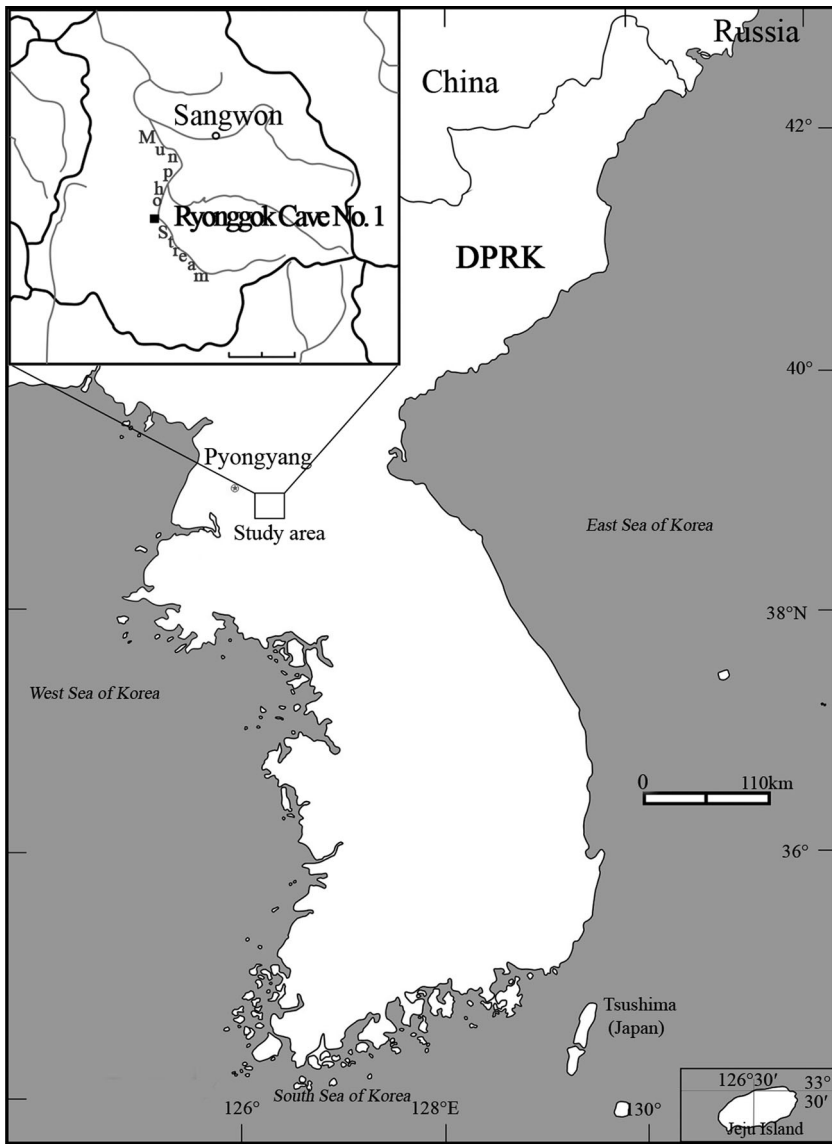 Russia
China
42°
Sangwon
Munpho Stream
Ryonggok Cave No. 1
DPRK
40°
Pyongyang
Study area
East Sea of Korea
38°N
West Sea of Korea
0 110km
36°
Tsushima
(Japan)
South Sea of Korea
126° 128°E 130°
126°30′ 33°
30′
Jeju Island